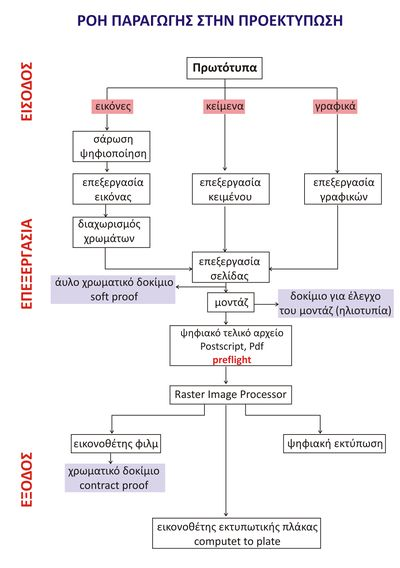 ΡΟΗ ΠΑΡΑΓΩΓΗΣ ΣΤΗΝ ΠΡΟΕΚΤΥΠΩΣΗ
ΕΙΣΟΔΟΣ
Πρωτότυπα
εικόνες
κείμενα
γραφικά
σάρωση
ψηφιοποίηση
επεξεργασία
εικόνας
επεξεργασία
κειμένου
επεξεργασία
γραφικών
ΕΠΕΞΕΡΓΑΣΙΑ
διαχωρισμός
χρωμάτων
επεξεργασία
σελίδας
άυλο χρωματικό δοκίμιο
soft proof
μοντάζ
δοκίμιο για έλεγχο
του μοντάζ (ηλιοτυπία)
ψηφιακό τελικό αρχείο
Postscript, Pdf
preflight
Raster Image Processor
ΕΞΟΔΟΣ
εικονοθέτης φιλμ
ψηφιακή εκτύπωση
χρωματικό δοκίμιο
contract proof
εικονοθέτης εκτυπωτικής πλάκας
computet to plate